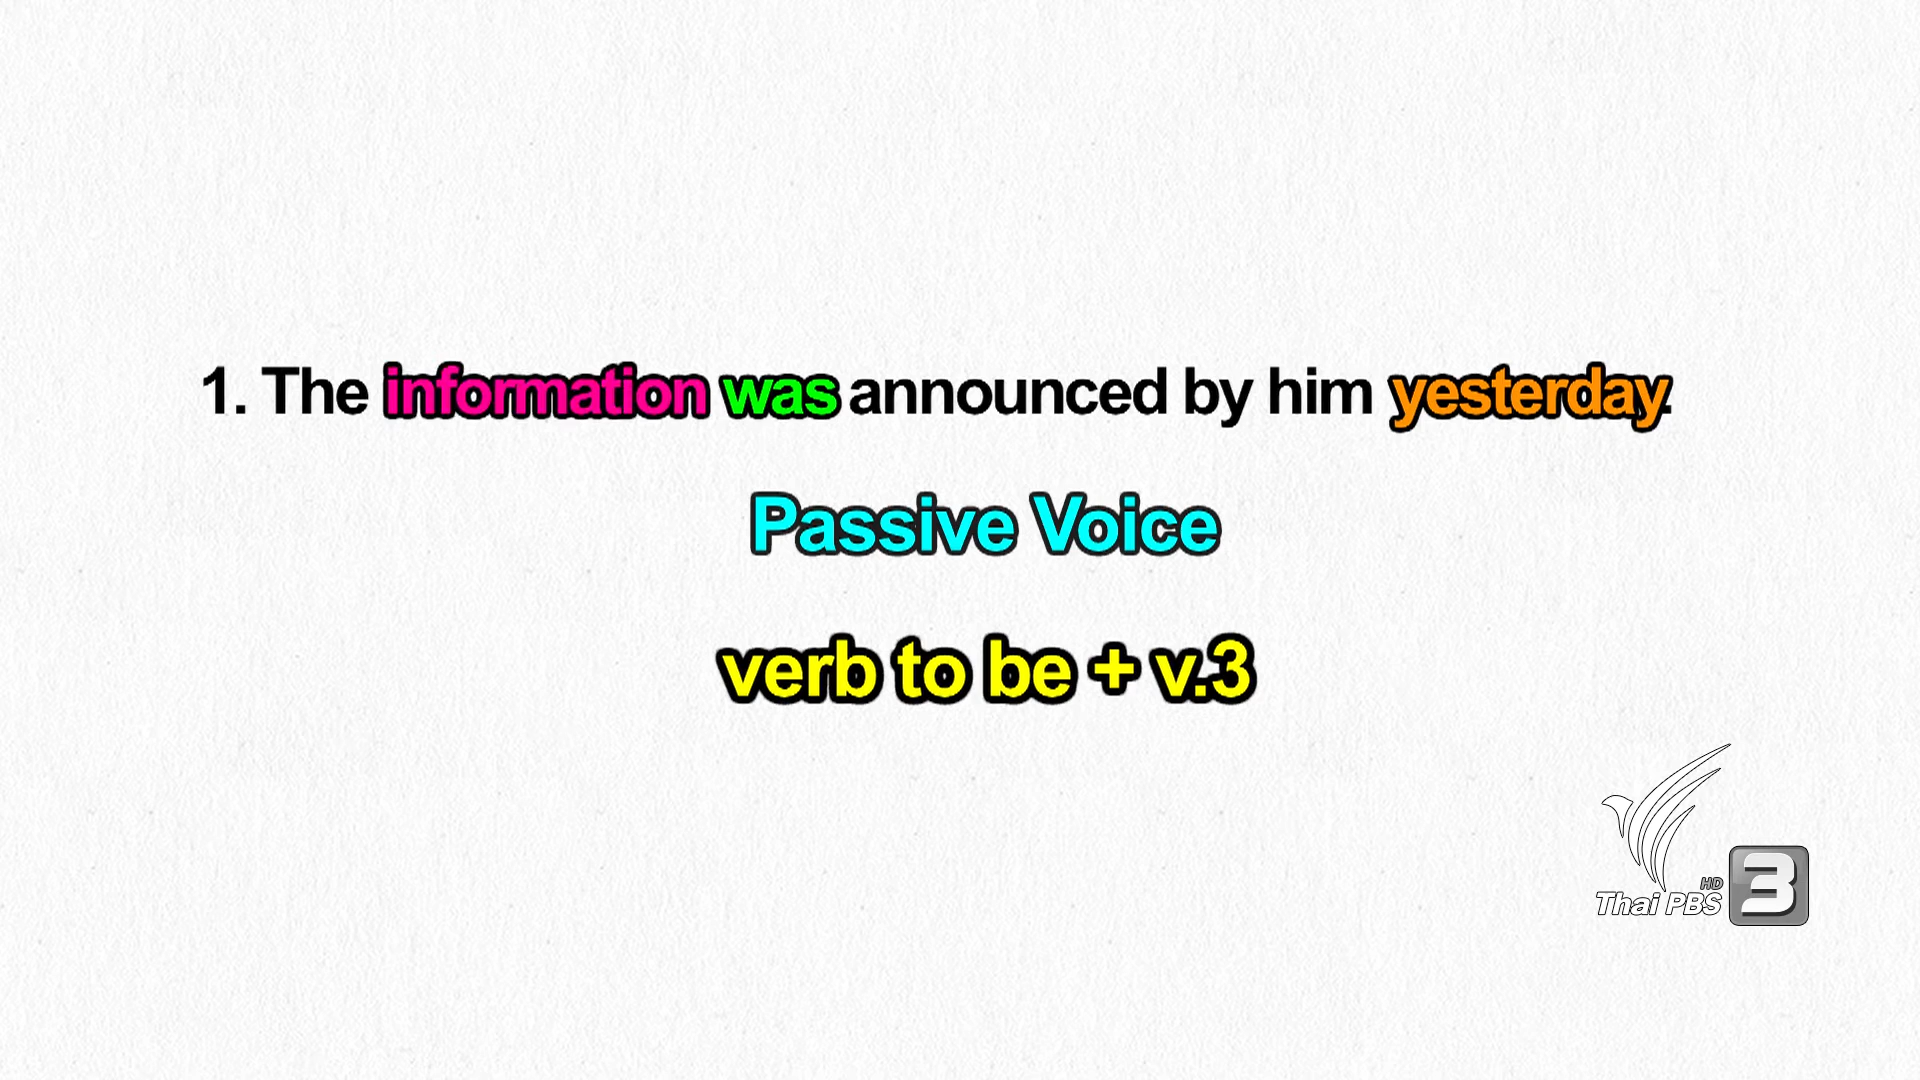 1. The information was announced by him yesterday.
Passive Voice
verb to be + v.3
HD
Thai PBS 3